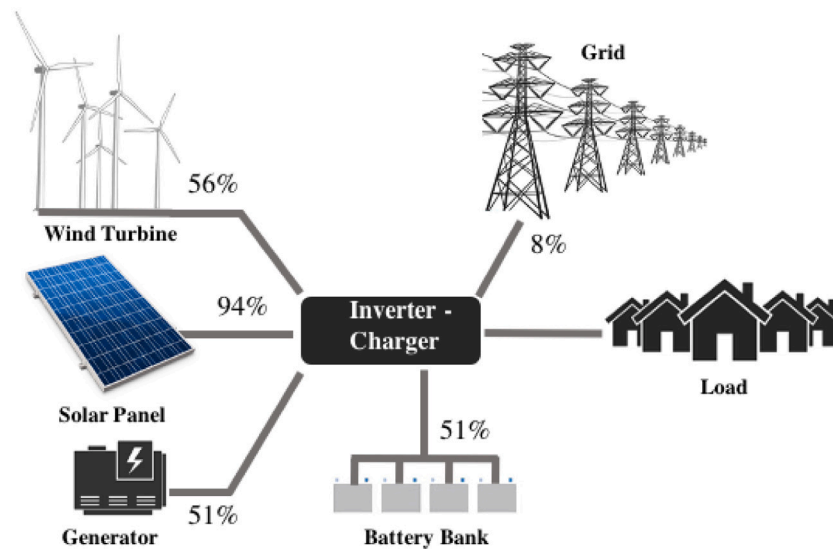 Grid
56%
Wind Turbine
8%
94%
Inverter -
Charger
Solar Panel
Load
51%
51%
Generator
Battery Bank